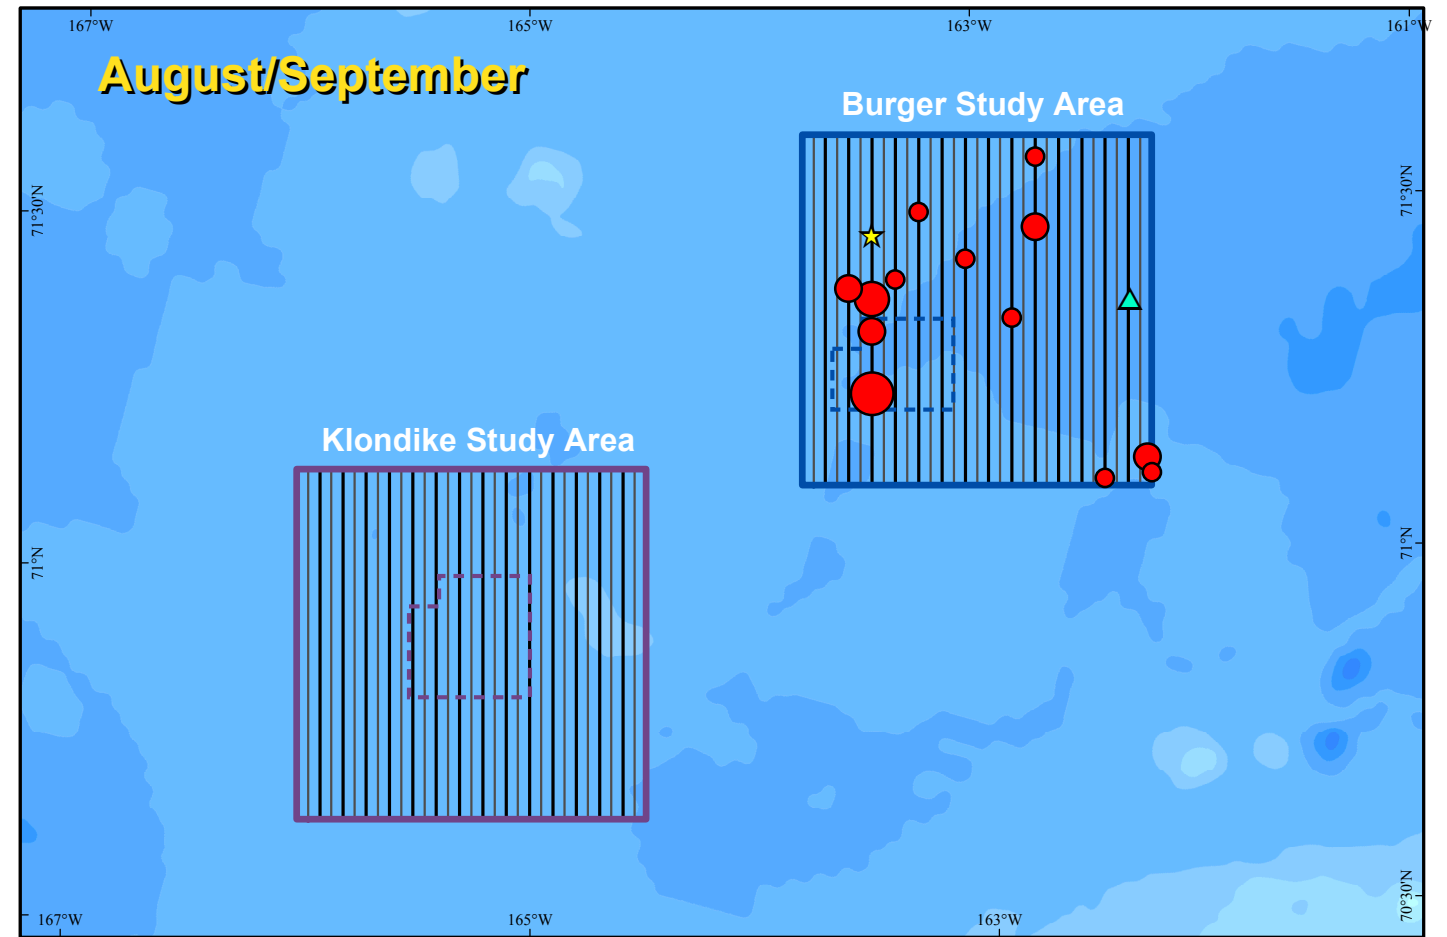 167°W
165°W
163°W
161°W
August/September
Burger Study Area
71°30'N
71°30'N
Klondike Study Area
71°N
71°N
70°30'N
167°W
165°W
163°W